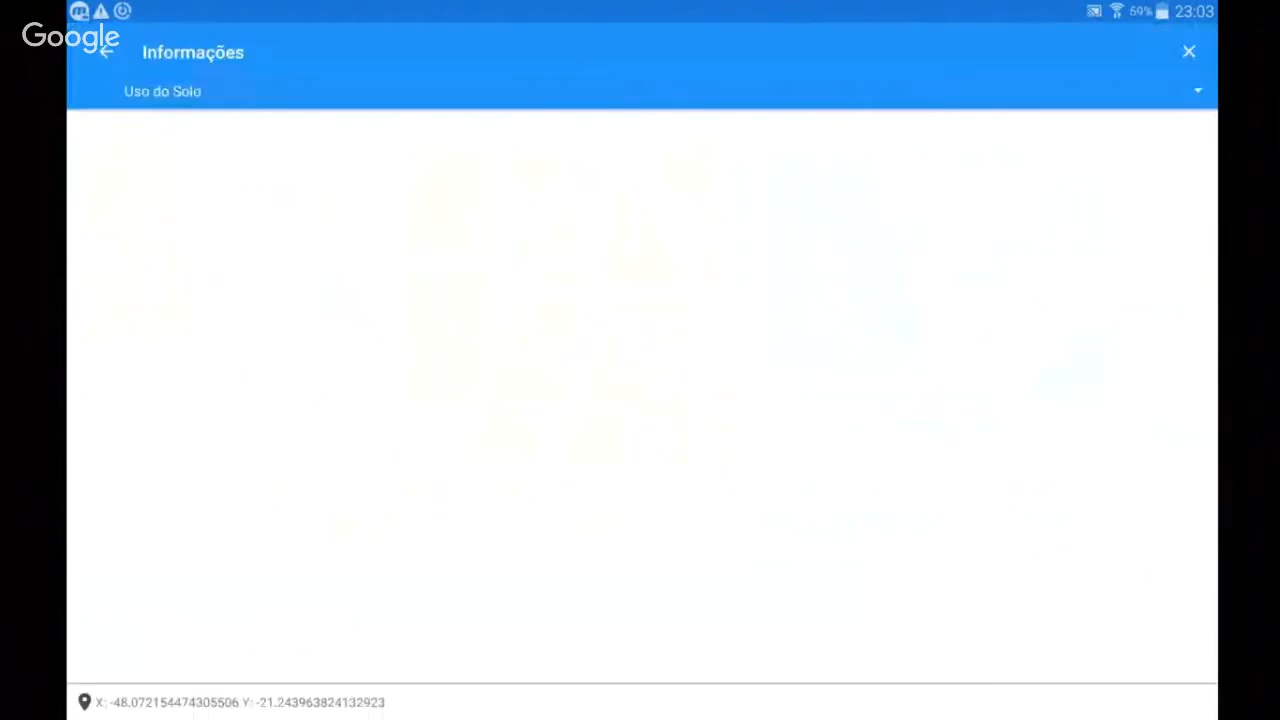 69% 23:03
Google
Informações
Uso do Solo
X: -48.072154474305506 Y: -21.243963824132923